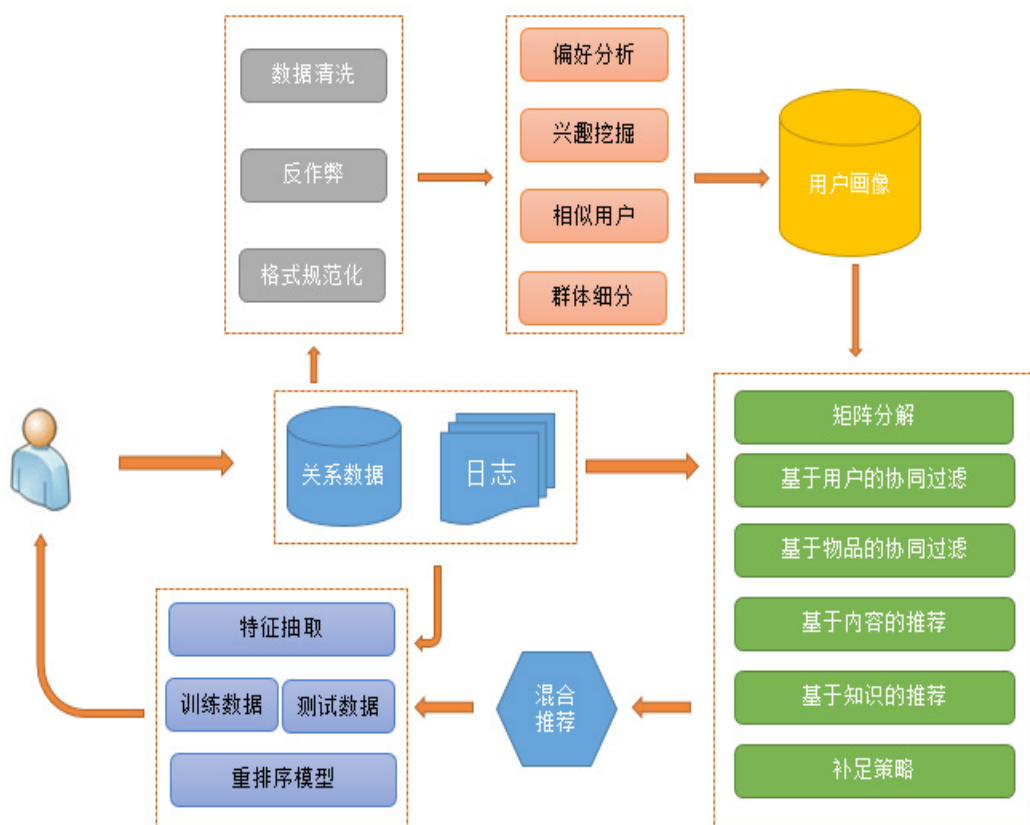 数据清洗
反作弊
格式规范化
偏好分析
兴趣挖掘
相似用户
群体细分
用户画像
关系数据
日志
矩阵分解
基于用户的协同过滤
基于物品的协同过滤
基于内容的推荐
基于知识的推荐
补足策略
混合
推荐
特征抽取
训练数据
测试数据
重排序模型